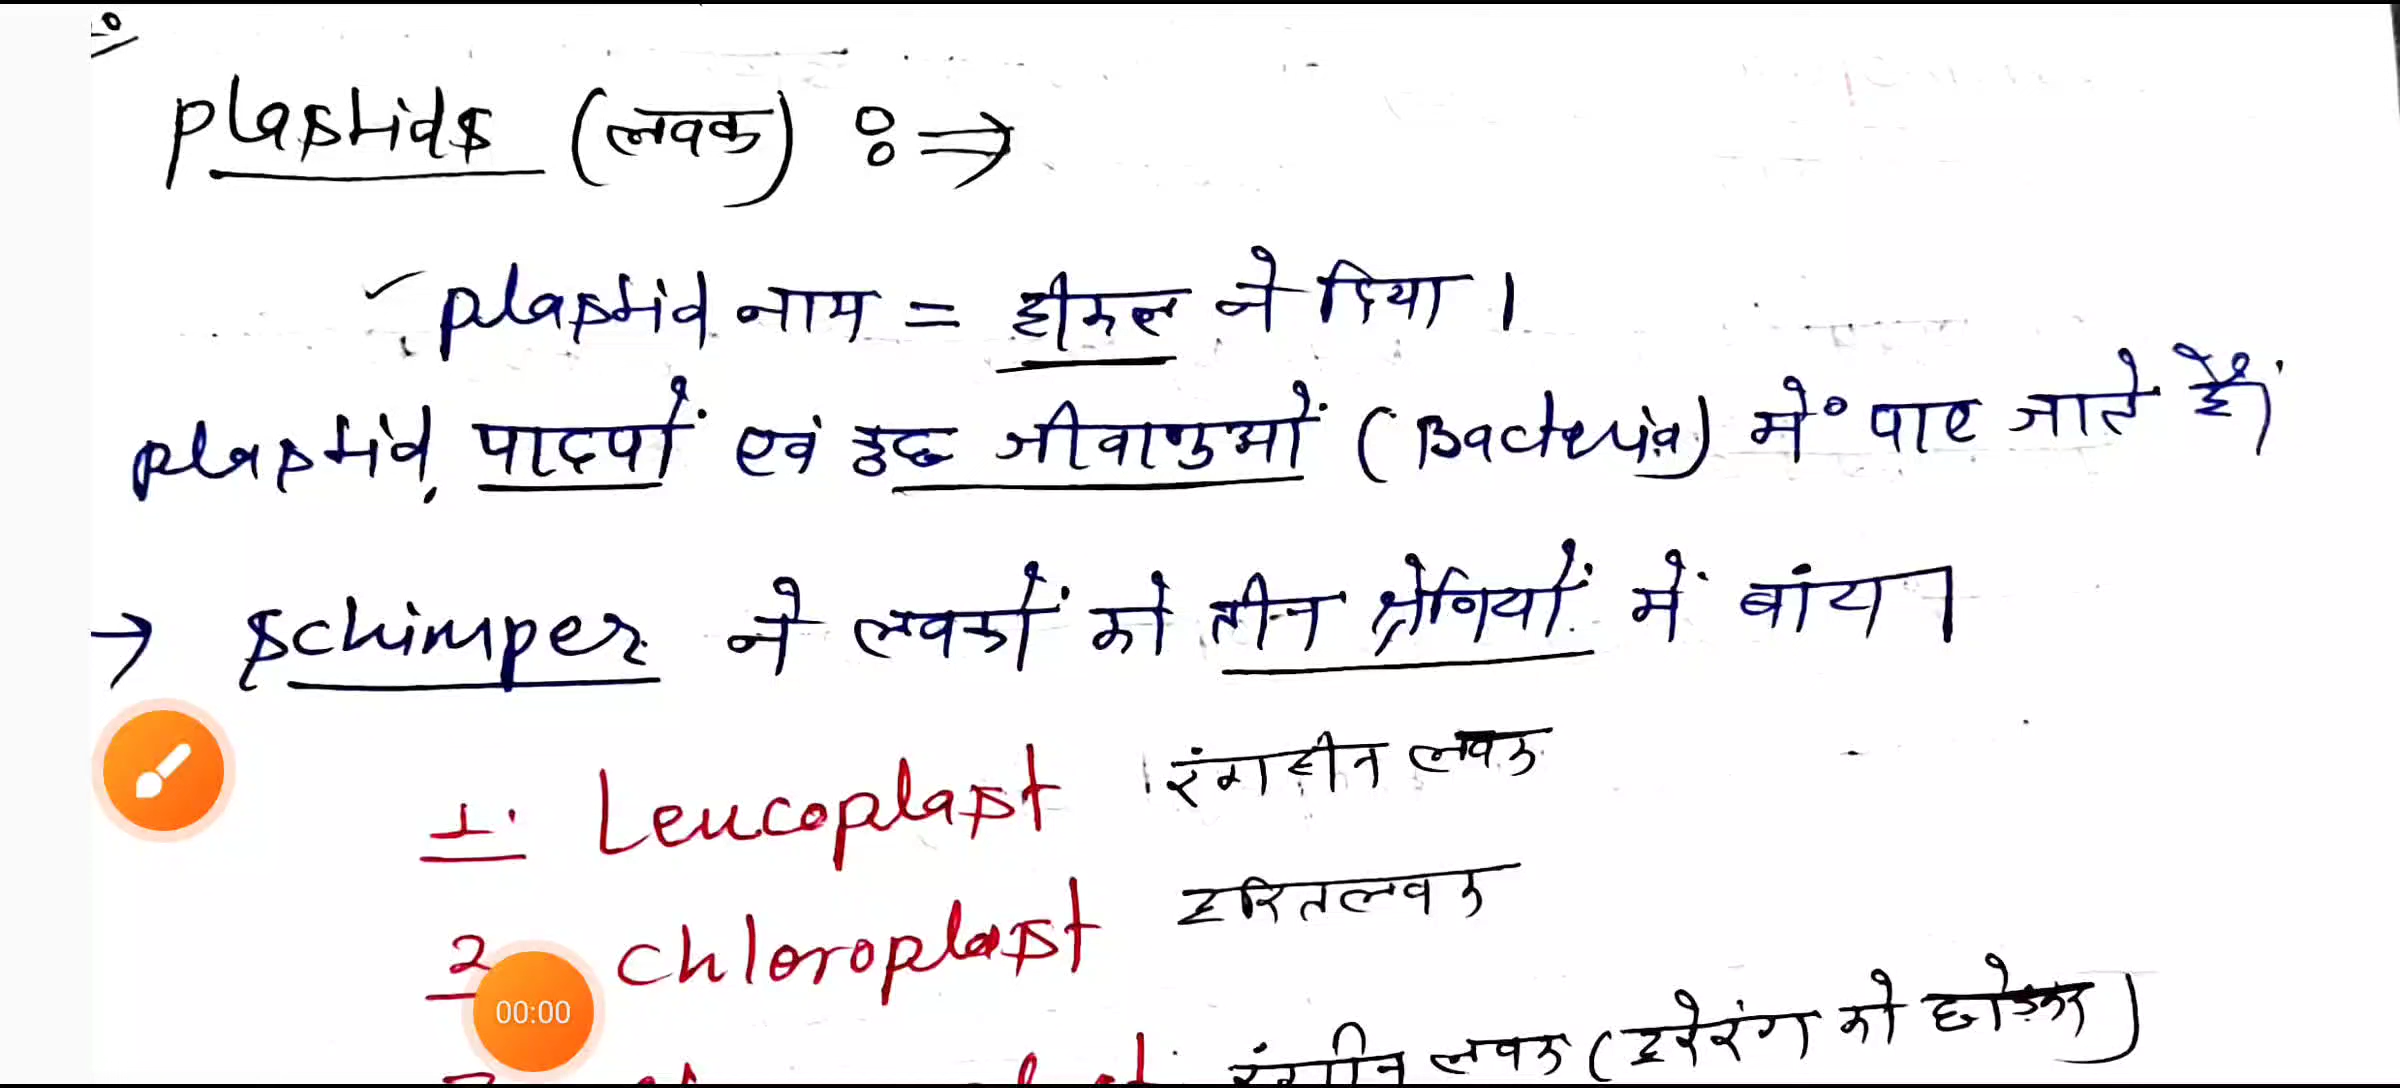 plastids (लवक) :⇒
✓ plastid नाम = हीकल ने दिया ।
plastid, पादपों एवं कुछ जीवाणुओं (Bacteria) में पाए जाते हैं।
→ Schimper ने लवकों को तीन श्रेणियों में बांटा ।
1. Leucoplast रंगहीन लवक
2 Chloroplast हरितलवक
रंगीन लवक (हरे रंग को छोड़कर)
00:00